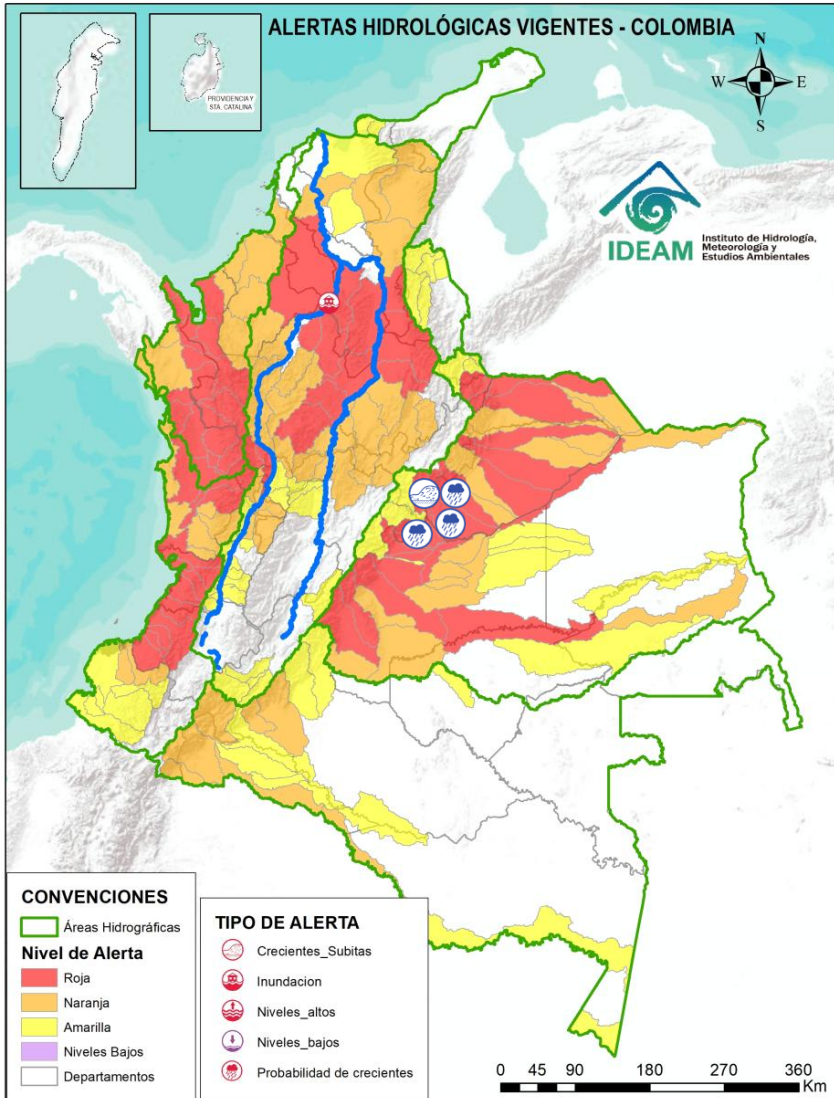 ALERTAS HIDROLÓGICAS VIGENTES - COLOMBIA
PROVIDENCIA Y
STA. CATALINA
N
W
E
S
IDEAM
Instituto de Hidrología,
Meteorología y
Estudios Ambientales
CONVENCIONES
Áreas Hidrográficas
Nivel de Alerta
Roja
Naranja
Amarilla
Niveles Bajos
Departamentos
TIPO DE ALERTA
Crecientes_Subitas
Inundacion
Niveles_altos
Niveles_bajos
Probabilidad de crecientes
0 45 90 180 270 360
Km